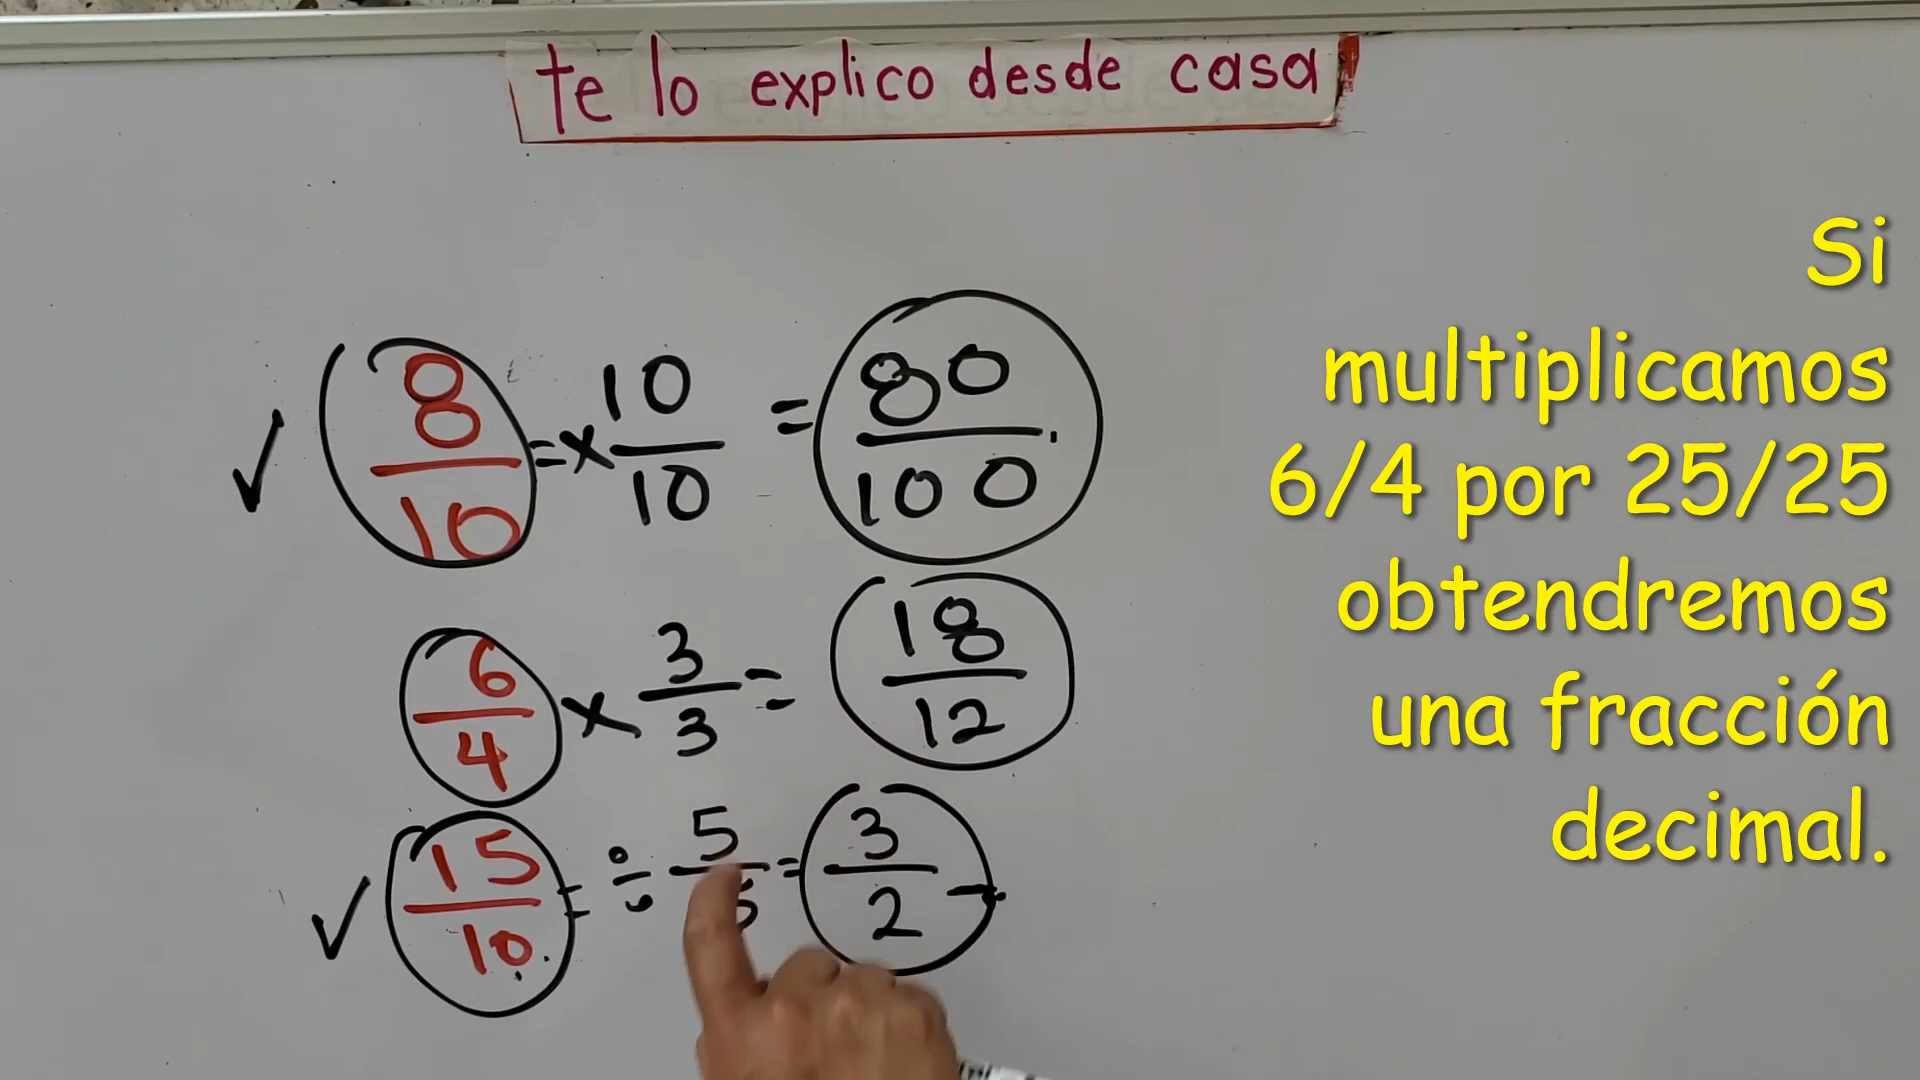 te lo explico desde casa
8/10 = x 10/10 = 80/100.
6/4 x 3/3 = 18/12
15/10 = ÷ 5/5 = 3/2
Si
multiplicamos
6/4 por 25/25
obtendremos
una fracción
decimal.